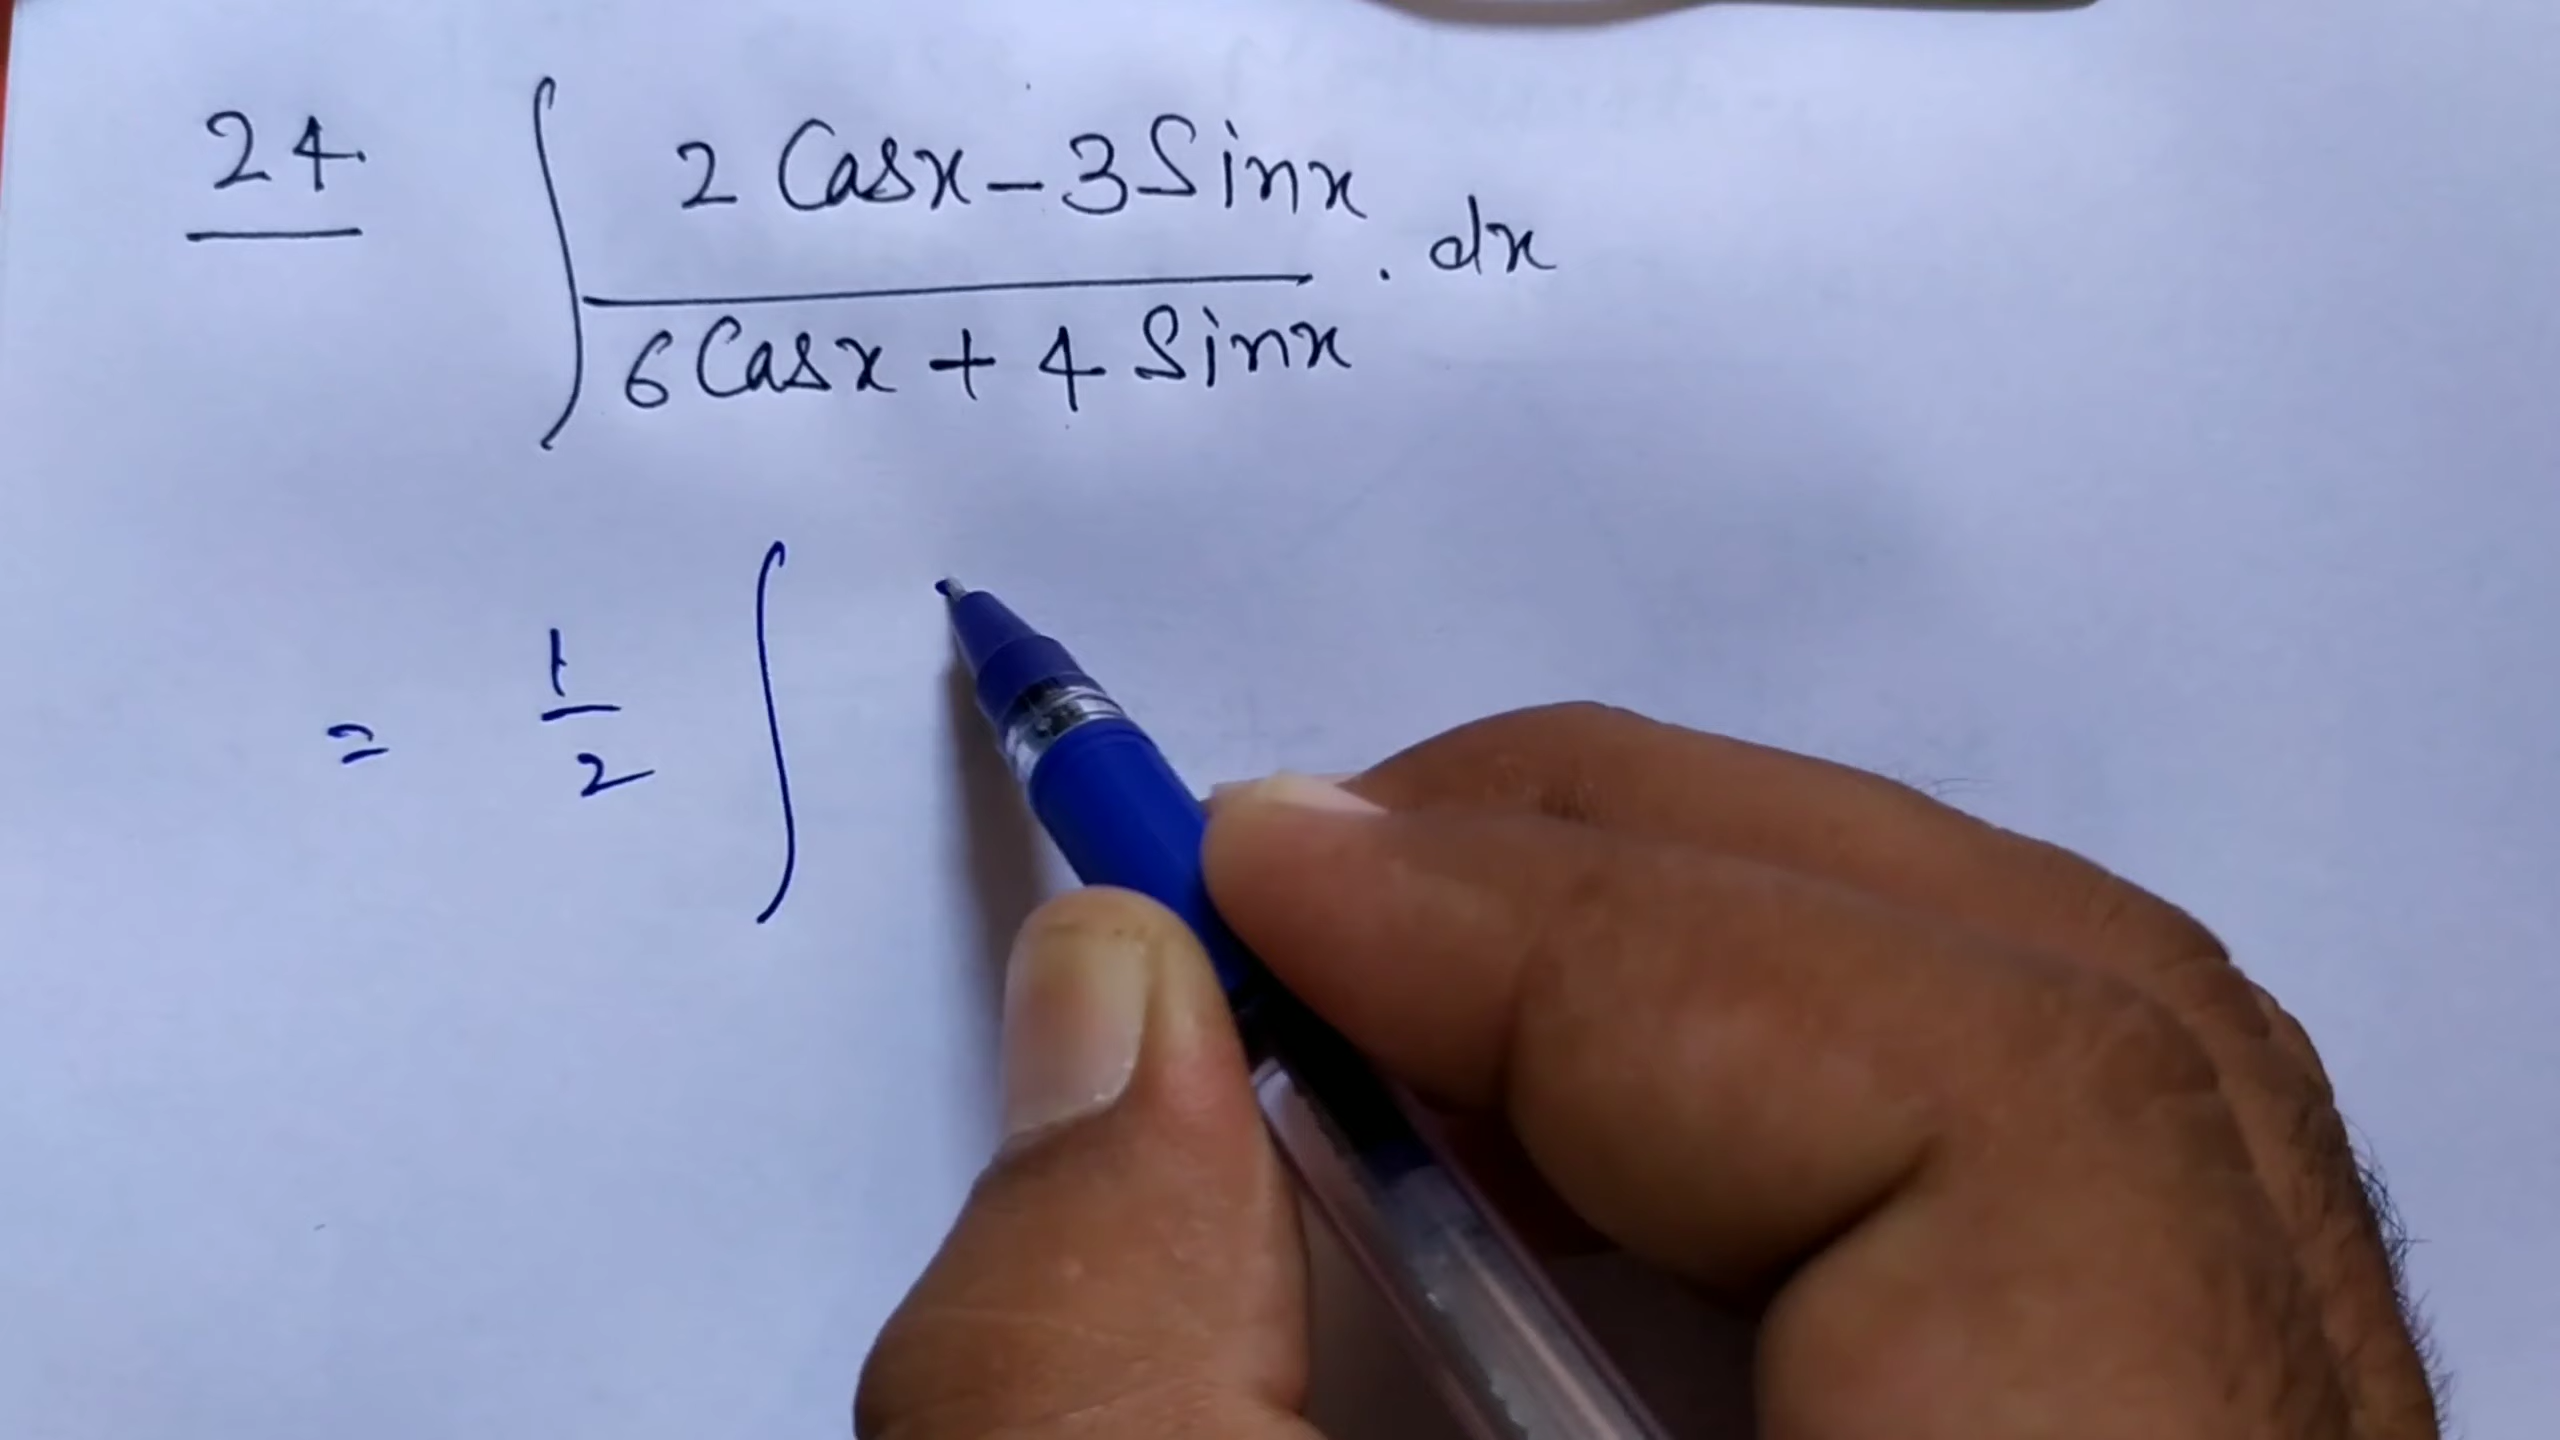 24. ∫ (2 Cosx - 3 Sinx) / (6 Cosx + 4 Sinx) . dx
= 1/2 ∫